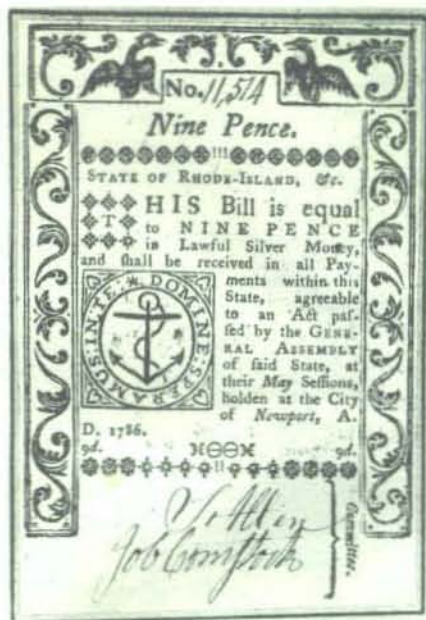 No. 11,514
Nine Pence.
STATE OF RHODE-ISLAND, &c.
THIS Bill is equal
to NINE PENCE
in Lawful Silver Money,
and ſhall be received in all Pay-
ments within this
State, agreeable
to an Act paſ-
ſed by the GENE-
RAL ASSEMBLY
of ſaid State, at
their May Seſſions,
holden at the City
of Newport, A.
D. 1786.
IN TE DOMINE SPERAMUS
9d. 9d.
Job Comſtock
Committee.